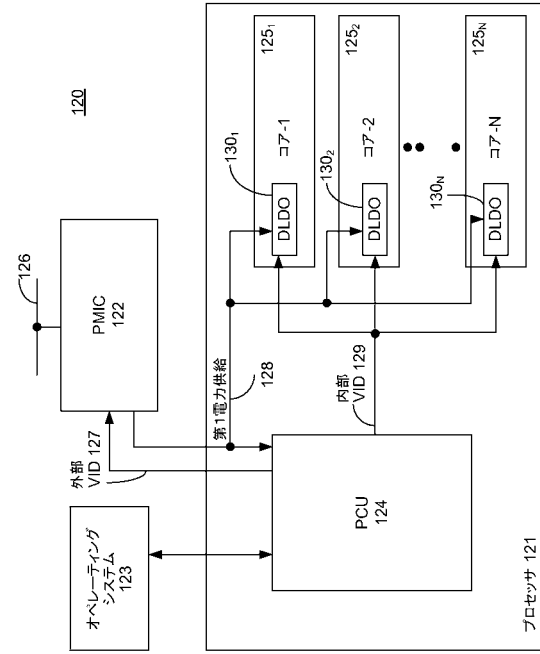 120
126
PMIC
122
外部
VID 127
オペレーティング
システム
123
第1電力供給
128
PCU
124
内部
VID 129
130₁
DLDO
コア-1
125₁
130₂
DLDO
コア-2
125₂
130N
DLDO
コア-N
125N
プロセッサ 121